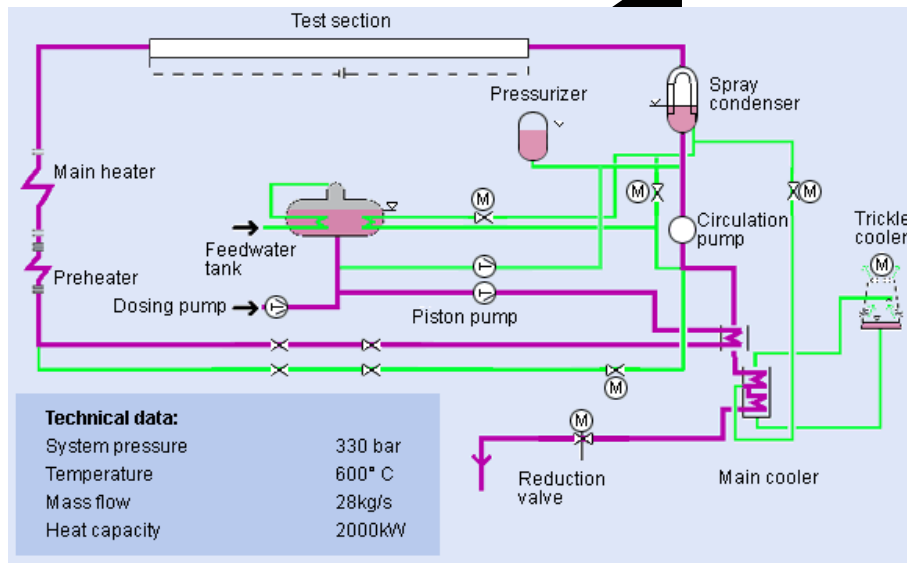 Test section
Pressurizer
Spray
condenser
Main heater
M
M
M
Circulation
pump
Trickle
cooler
M
Feedwater
tank
Preheater
Dosing pump
Piston pump
M
Technical data:
System pressure 330 bar
Temperature 600° C
Mass flow 28kg/s
Heat capacity 2000kW
M
Reduction
valve
Main cooler